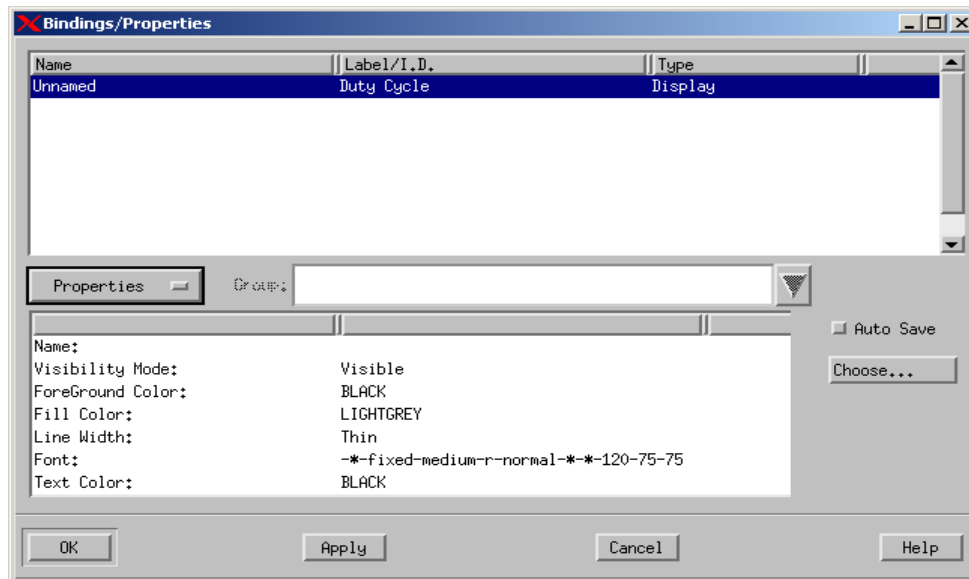 Bindings/Properties
Name Label/I.D. Type
Unnamed Duty Cycle Display
Properties Group:
Auto Save
Name:
Visibility Mode: Visible
Choose...
ForeGround Color: BLACK
Fill Color: LIGHTGREY
Line Width: Thin
Font: -*-fixed-medium-r-normal-*-*-120-75-75
Text Color: BLACK
OK Apply Cancel Help